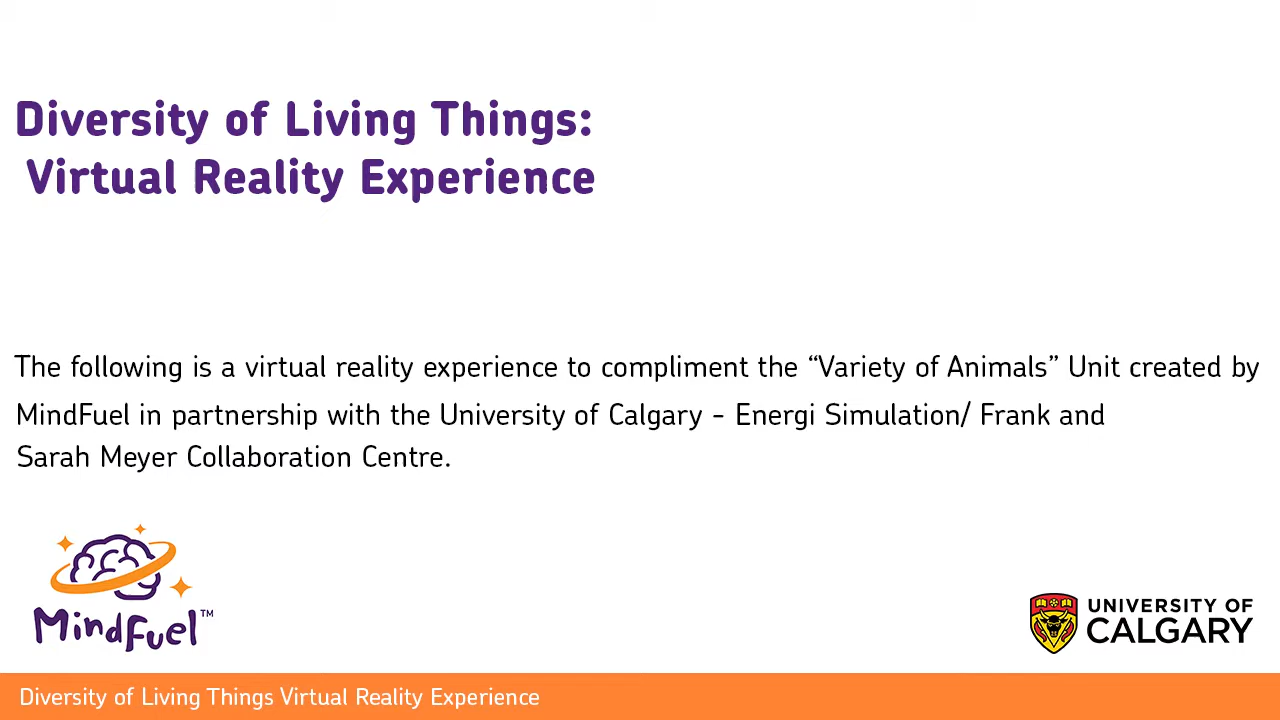 Diversity of Living Things:
Virtual Reality Experience
The following is a virtual reality experience to compliment the “Variety of Animals” Unit created by
MindFuel in partnership with the University of Calgary - Energi Simulation/ Frank and
Sarah Meyer Collaboration Centre.
MindFuel™
UNIVERSITY OF
CALGARY
Diversity of Living Things Virtual Reality Experience